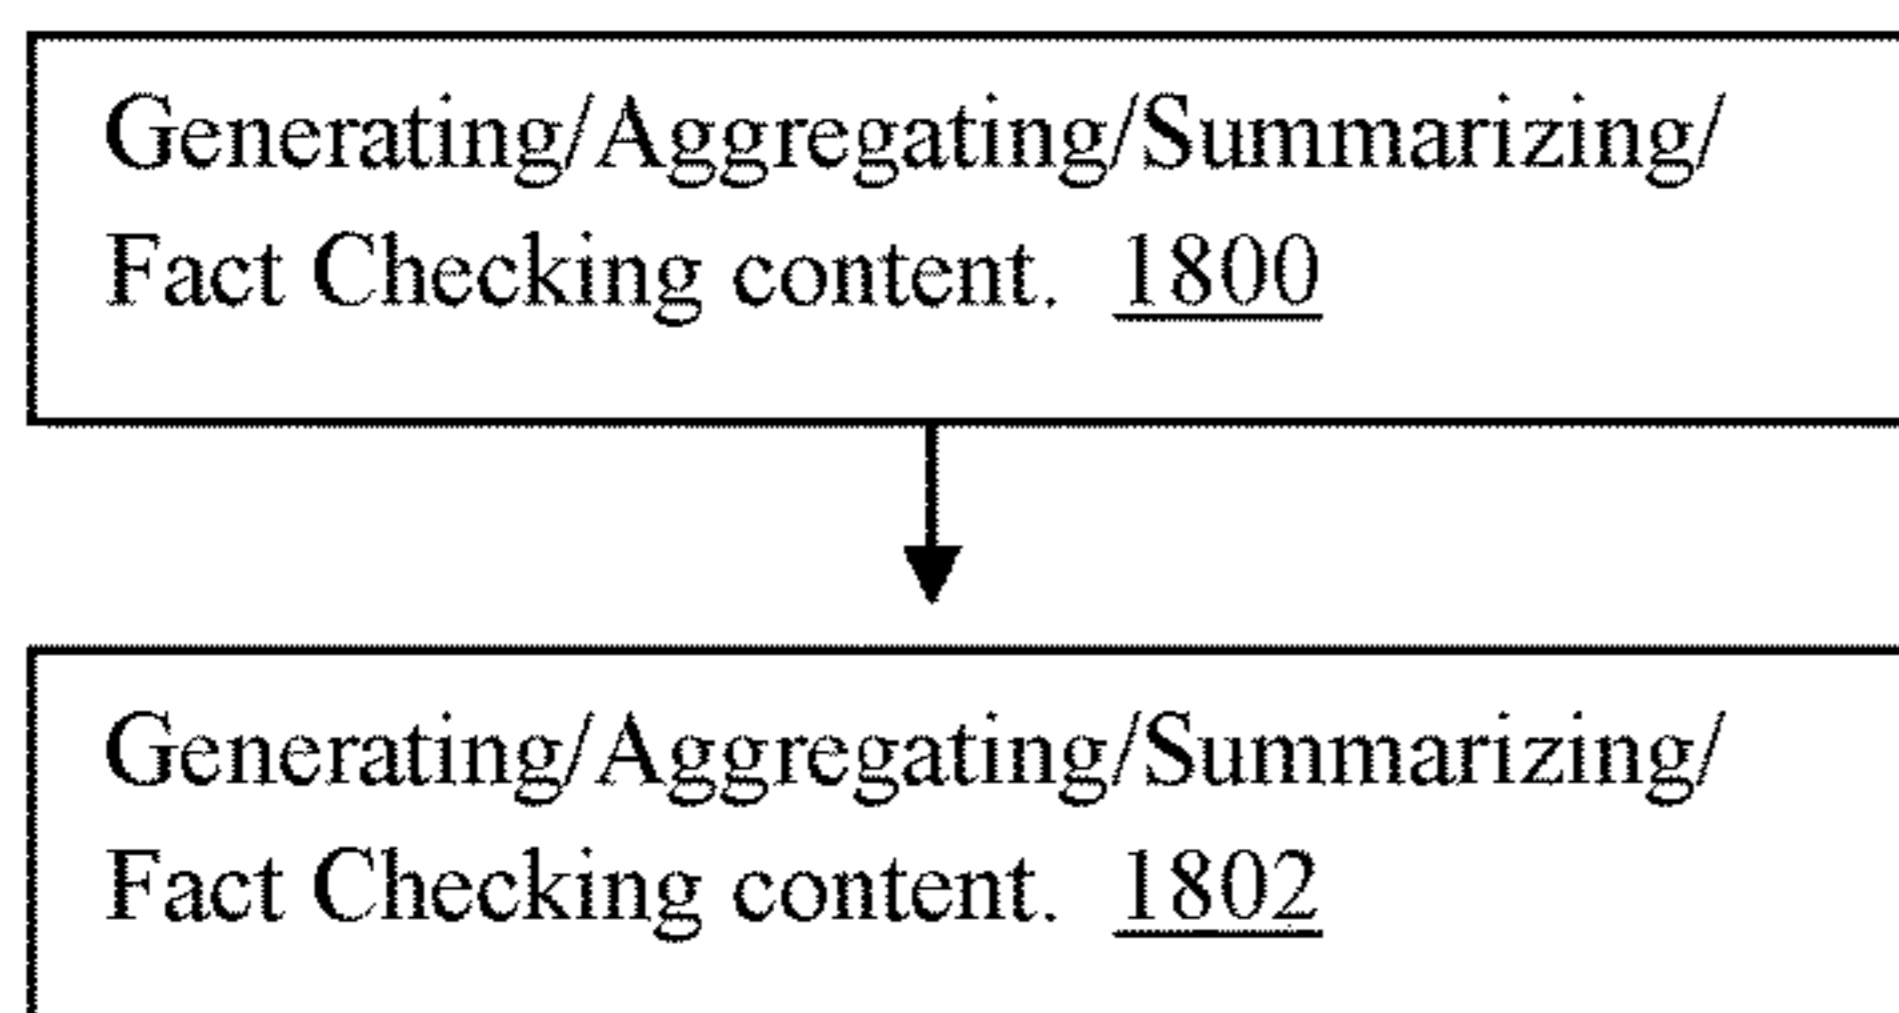 Generating/Aggregating/Summarizing/
Fact Checking content. 1800
Generating/Aggregating/Summarizing/
Fact Checking content. 1802